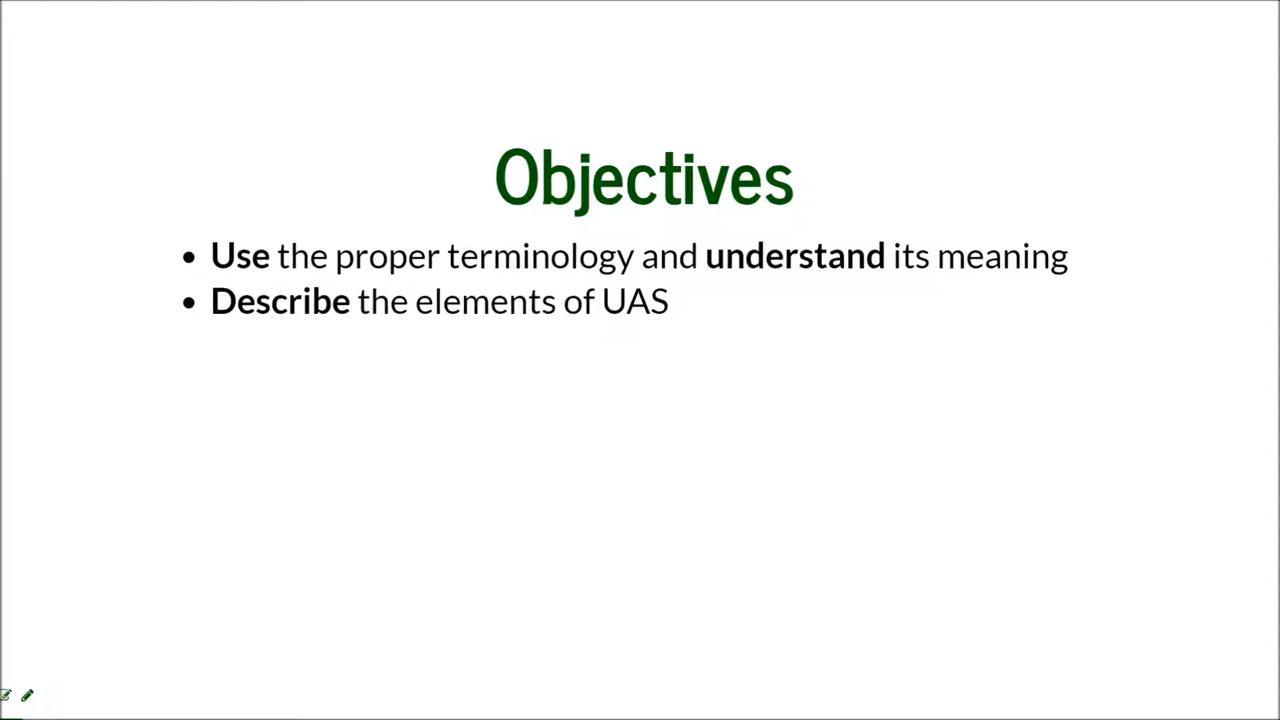 Objectives
• Use the proper terminology and understand its meaning
• Describe the elements of UAS